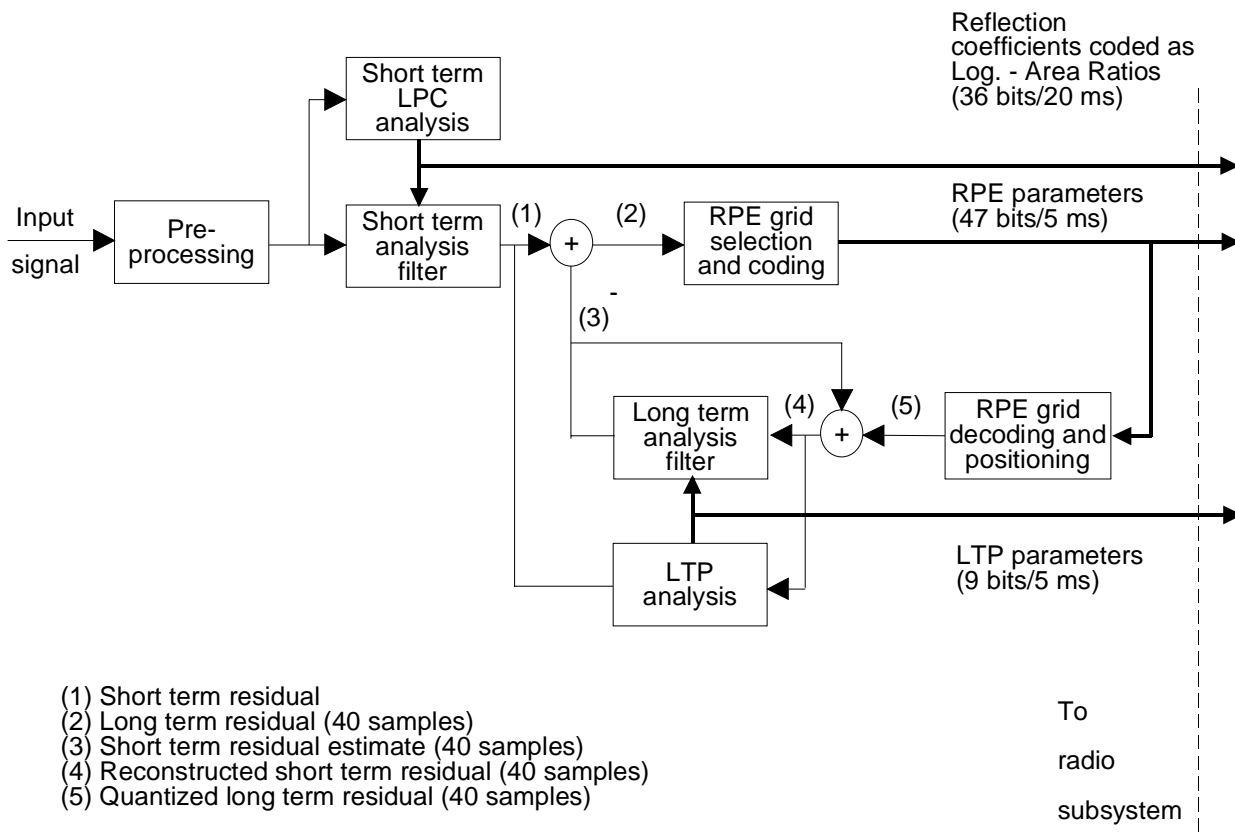 Reflection
coefficients coded as
Log. - Area Ratios
(36 bits/20 ms)
Short term
LPC
analysis
Input
signal
Pre-
processing
Short term
analysis
filter
(1)
+
(2)
RPE grid
selection
and coding
RPE parameters
(47 bits/5 ms)
-
(3)
Long term
analysis
filter
(4)
+
(5)
RPE grid
decoding and
positioning
LTP
analysis
LTP parameters
(9 bits/5 ms)
(1) Short term residual
(2) Long term residual (40 samples)
(3) Short term residual estimate (40 samples)
(4) Reconstructed short term residual (40 samples)
(5) Quantized long term residual (40 samples)
To
radio
subsystem